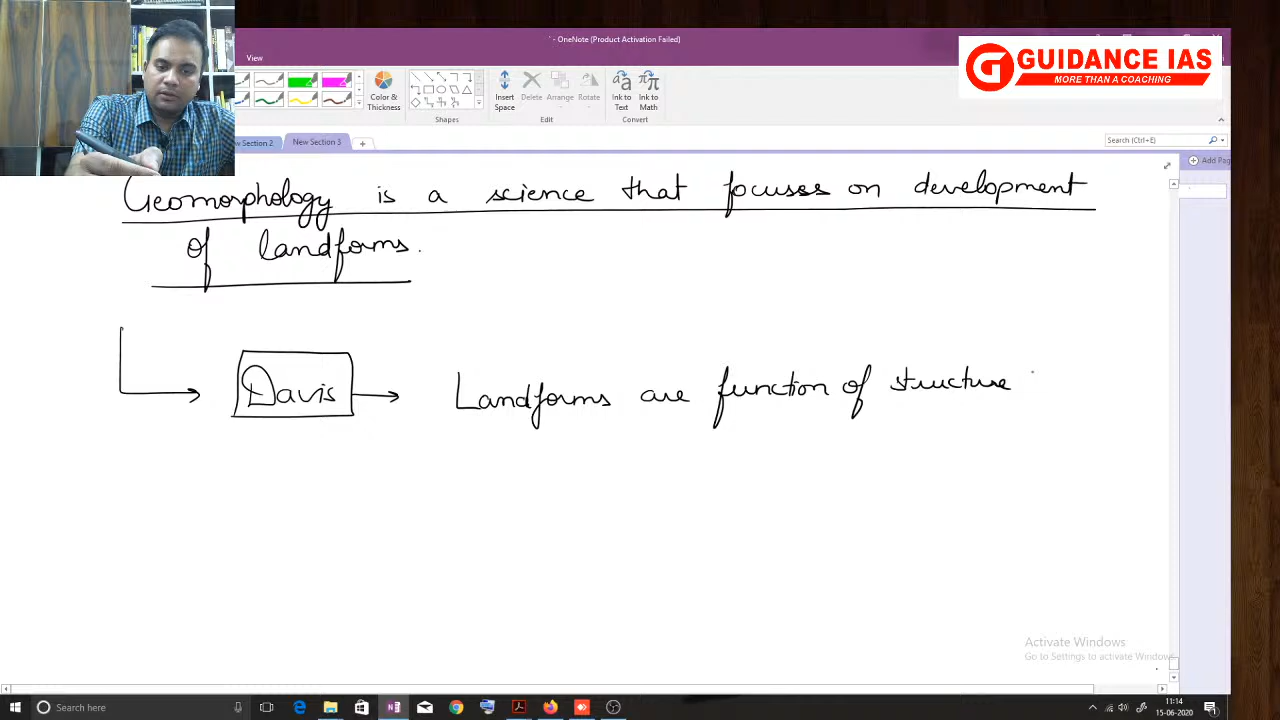 - OneNote (Product Activation Failed)
GUIDANCE IAS
MORE THAN A COACHING
View
Color &
Thickness
Insert
Space
Delete
Arrange
Rotate
Ink to
Text
Ink to
Math
Shapes
Edit
Convert
New Section 3
Search (Ctrl+E)
Section 2
Geomorphology is a science that focuses on development
of landforms.
Davis
Landforms are function of structure
Activate Windows
Go to Settings to activate Windows.
Search here
11:14
15-06-2020